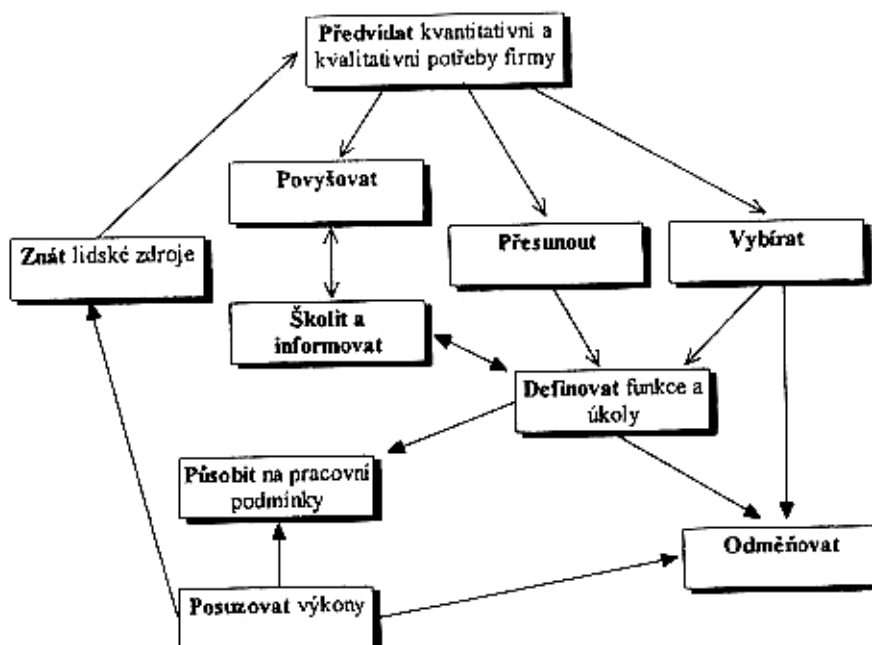 Předvídat kvantitativní a
kvalitativní potřeby firmy
Povyšovat
Přesunout
Vybírat
Znát lidské zdroje
Školit a
informovat
Definovat funkce a
úkoly
Působit na pracovní
podmínky
Odměňovat
Posuzovat výkony